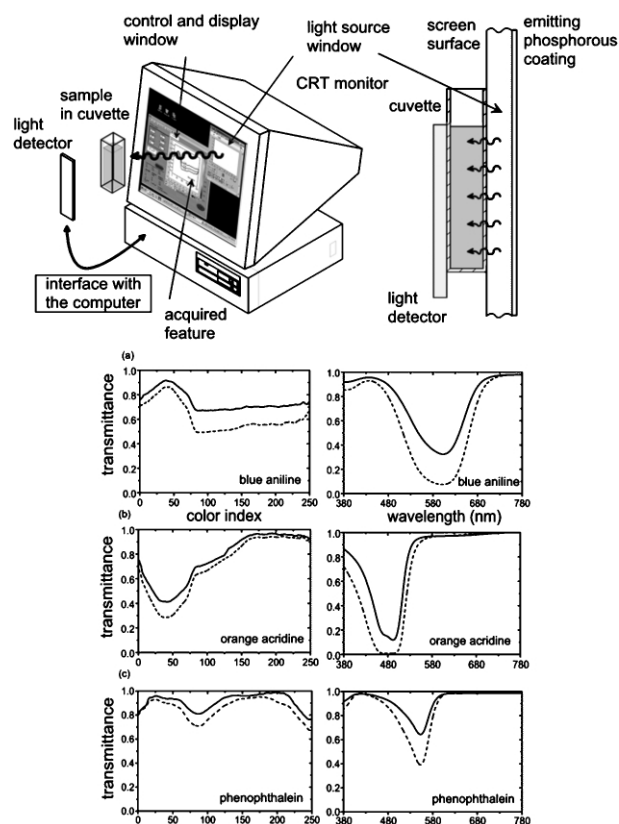 control and display
window
light source
window
screen
surface
emitting
phosphorous
coating
CRT monitor
sample
in cuvette
cuvette
light
detector
interface with
the computer
acquired
feature
light
detector
(a)
transmittance
1.0
0.8
0.6
0.4
0.2
0.0
blue aniline
0 50 100 150 200 250
color index
1.0
0.8
0.6
0.4
0.2
0.0
blue aniline
380 480 580 680 780
wavelength (nm)
(b)
transmittance
1.0
0.8
0.6
0.4
0.2
0.0
orange acridine
0 50 100 150 200 250
1.0
0.8
0.6
0.4
0.2
0.0
orange acridine
380 480 580 680 780
(c)
transmittance
1.0
0.8
0.6
0.4
0.2
0.0
phenophthalein
0 50 100 150 200 250
1.0
0.8
0.6
0.4
0.2
0.0
phenophthalein
380 480 580 680 780